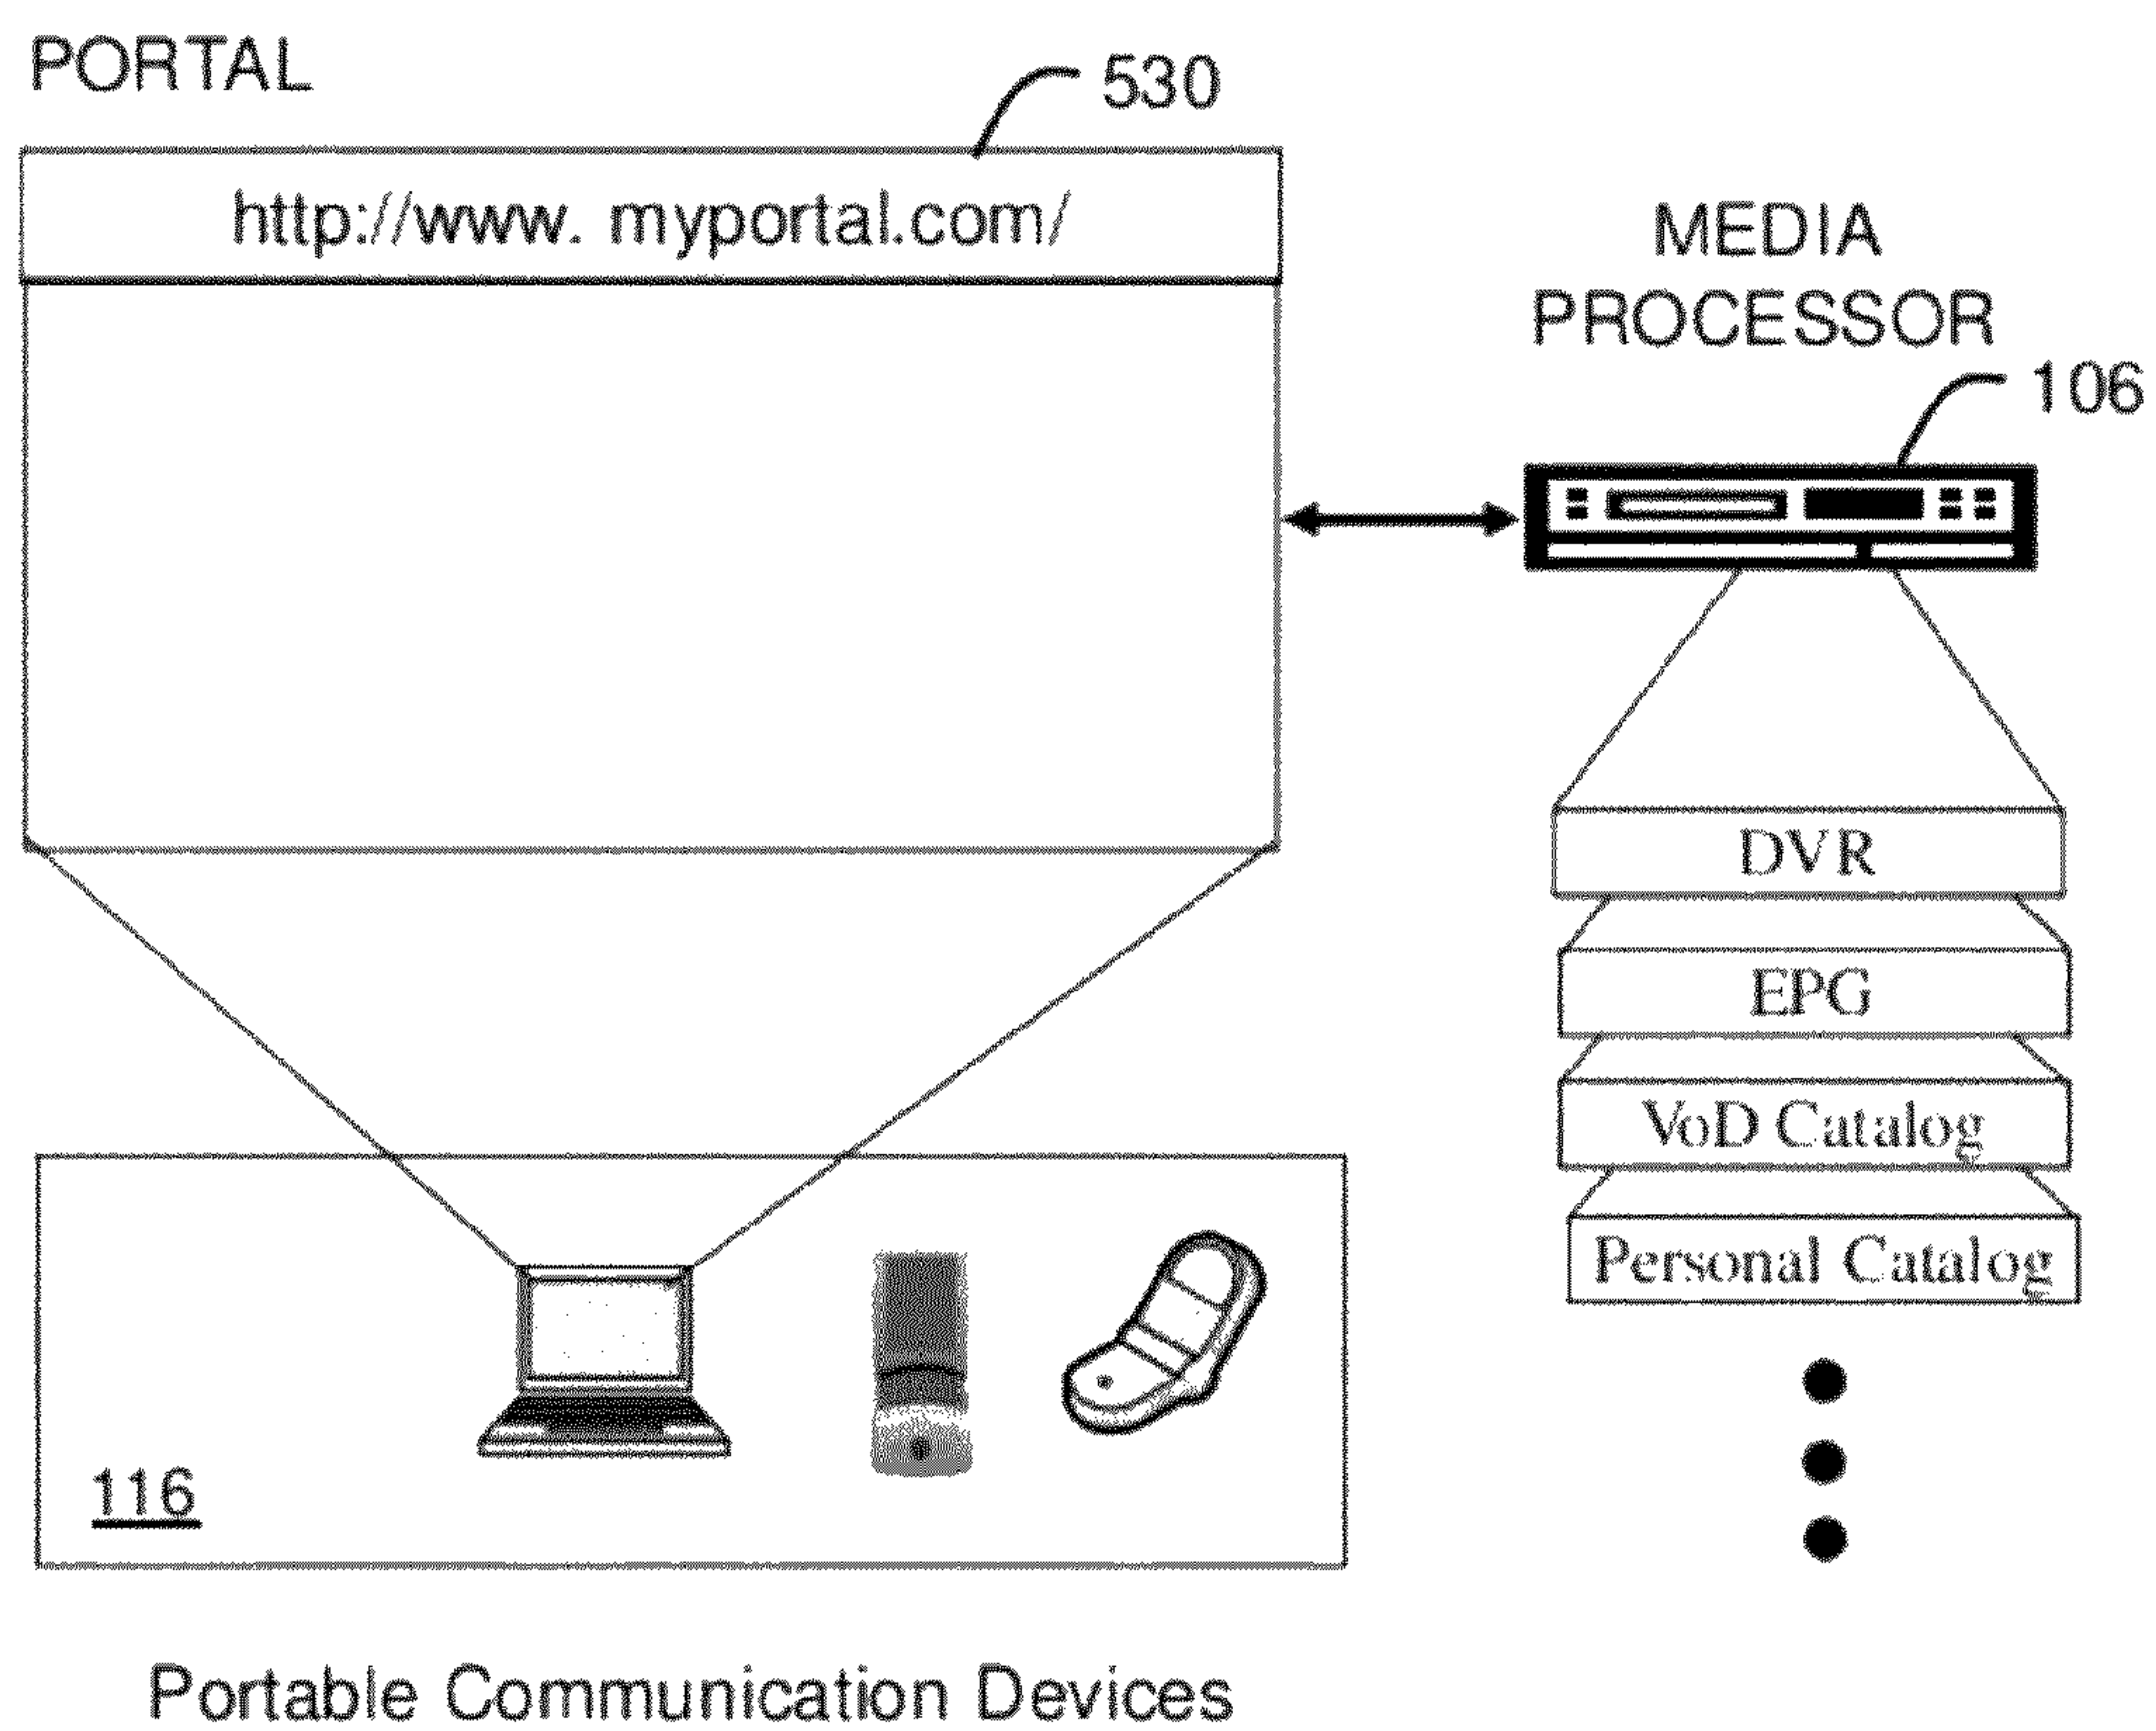 PORTAL
530
http://www. myportal.com/
MEDIA
PROCESSOR
106
DVR
EPG
VoD Catalog
Personal Catalog
116
Portable Communication Devices